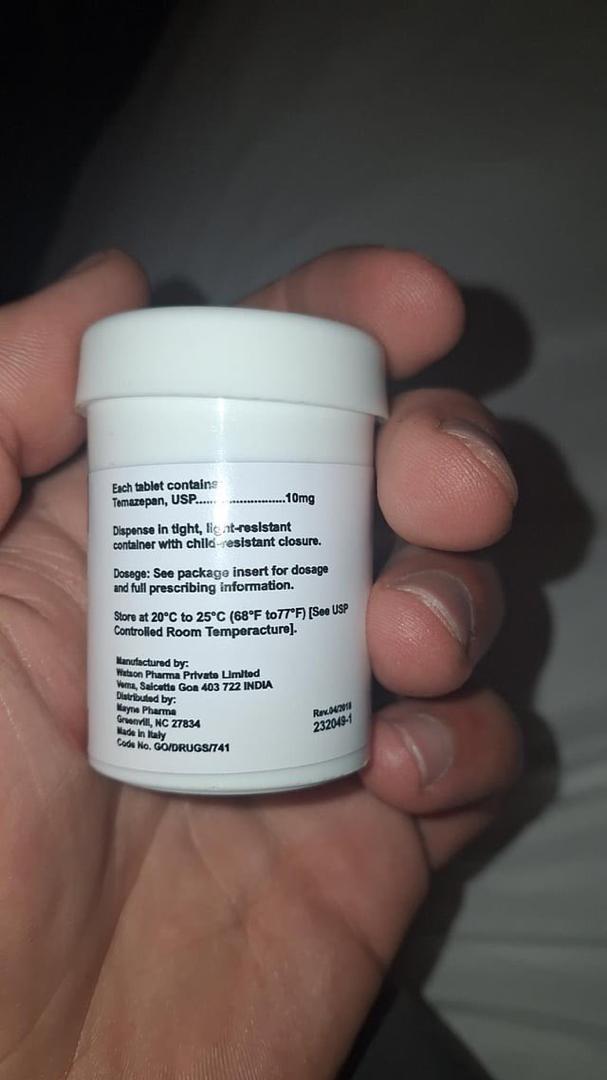 Each tablet contains
Temazepan, USP..............................10mg
Dispense in tight, light-resistant
container with child-resistant closure.
Dosege: See package insert for dosage
and full prescribing information.
Store at 20°C to 25°C (68°F to77°F) [See USP
Controlled Room Temperacture].
Manufactured by:
Watson Pharma Private Limited
Verna, Salcette Goa 403 722 INDIA
Distributed by:
Mayne Pharma
Greenvill, NC 27834
Made in Italy
Code No. GO/DRUGS/741
Rev.04/2018
232049-1